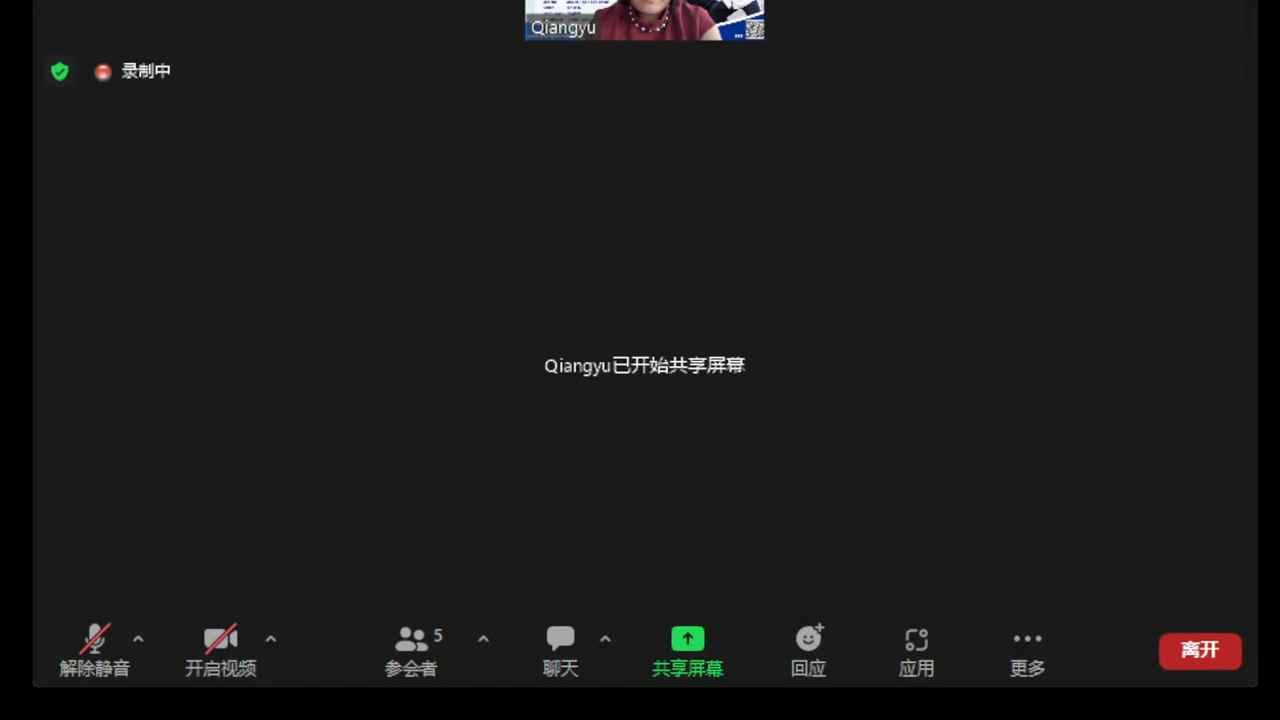 Qiangyu
录制中
Qiangyu已开始共享屏幕
5
解除静音
开启视频
参会者
聊天
共享屏幕
回应
应用
更多
离开